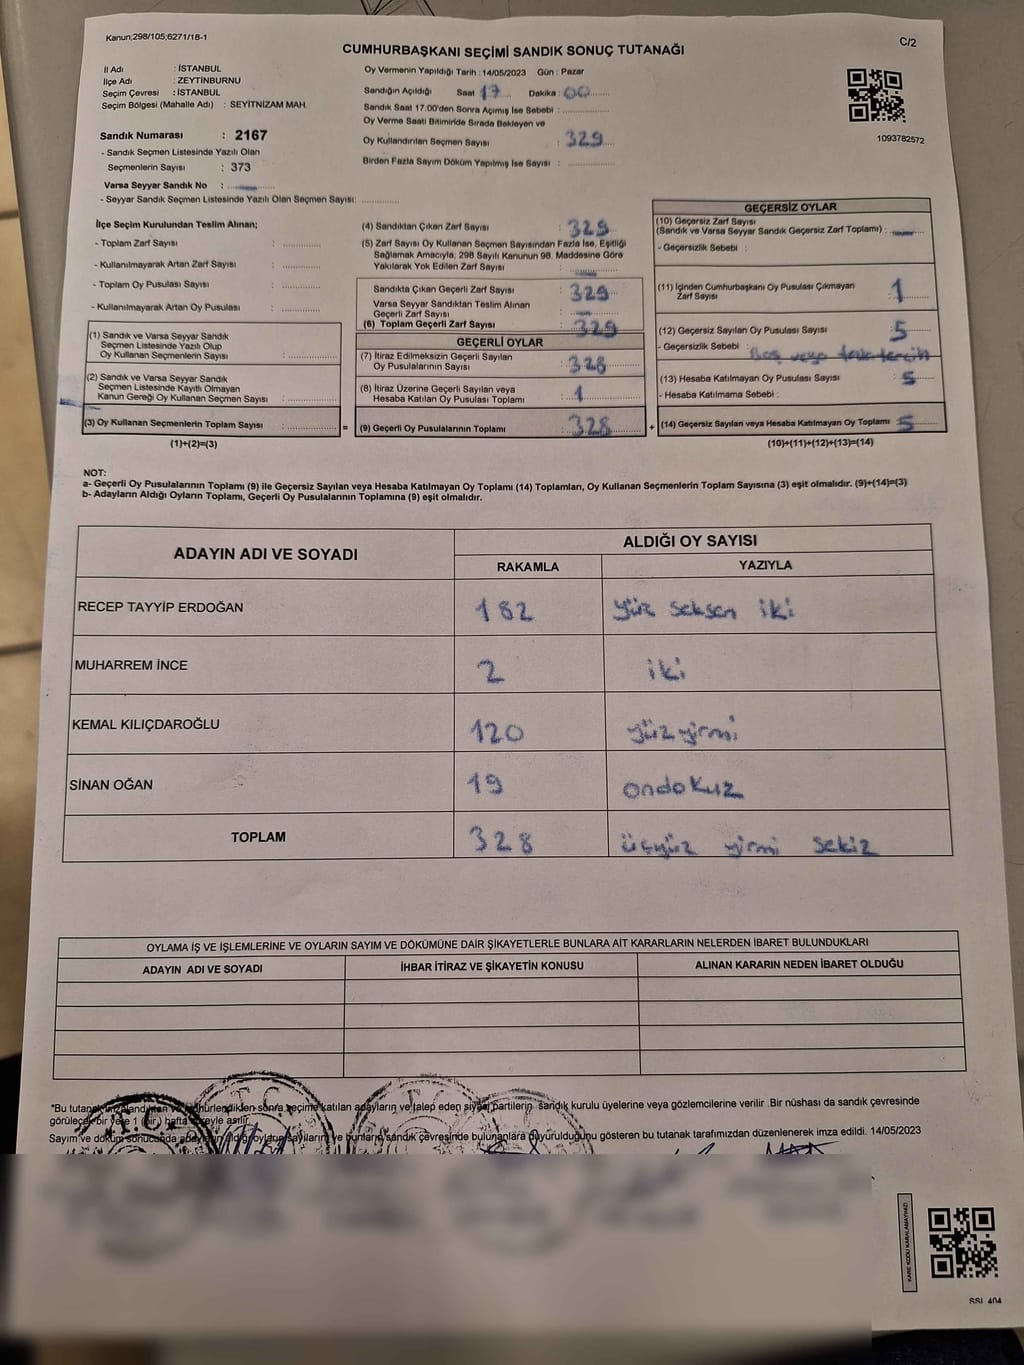 Kanun;298/105;6271/18-1
C/2
CUMHURBAŞKANI SEÇİMİ SANDIK SONUÇ TUTANAĞI
İl Adı : İSTANBUL
İlçe Adı : ZEYTİNBURNU
Seçim Çevresi : İSTANBUL
Seçim Bölgesi (Mahalle Adı) : SEYİTNİZAM MAH.
Sandık Numarası : 2167
- Sandık Seçmen Listesinde Yazılı Olan
Seçmenlerin Sayısı : 373
Varsa Seyyar Sandık No :
- Seyyar Sandık Seçmen Listesinde Yazılı Olan Seçmen Sayısı:
Oy Vermenin Yapıldığı Tarih : 14/05/2023 Gün : Pazar
Sandığın Açıldığı Saat 17 Dakika : 00
Sandık Saat 17.00'den Sonra Açımış İse Sebebi :
Oy Verme Saati Bitiminde Sırada Bekleyen ve
Oy Kullandırılan Seçmen Sayısı : 329
Birden Fazla Sayım Döküm Yapılmış İse Sayısı :
1093782572
İlçe Seçim Kurulundan Teslim Alınan;
- Toplam Zarf Sayısı :
- Kullanılmayarak Artan Zarf Sayısı :
- Toplam Oy Pusulası Sayısı :
- Kullanılmayarak Artan Oy Pusulası :
(1) Sandık ve Varsa Seyyar Sandık
Seçmen Listesinde Yazılı Olup
Oy Kullanan Seçmenlerin Sayısı :
(2) Sandık ve Varsa Seyyar Sandık
Seçmen Listesinde Kayıtlı Olmayan
Kanun Gereği Oy Kullanan Seçmen Sayısı :
(3) Oy Kullanan Seçmenlerin Toplam Sayısı : =
(1)+(2)=(3)
(4) Sandıktan Çıkan Zarf Sayısı : 329
(5) Zarf Sayısı Oy Kullanan Seçmen Sayısından Fazla İse, Eşitliği
Sağlamak Amacıyla, 298 Sayılı Kanunun 98. Maddesine Göre
Yakılarak Yok Edilen Zarf Sayısı :
Sandıkta Çıkan Geçerli Zarf Sayısı : 329
Varsa Seyyar Sandıktan Teslim Alınan
Geçerli Zarf Sayısı :
(6) Toplam Geçerli Zarf Sayısı : 329
GEÇERLİ OYLAR
(7) İtiraz Edilmeksizin Geçerli Sayılan
Oy Pusulalarının Sayısı : 328
(8) İtiraz Üzerine Geçerli Sayılan veya
Hesaba Katılan Oy Pusulası Toplamı : 1
(9) Geçerli Oy Pusulalarının Toplamı : 328 +
GEÇERSİZ OYLAR
(10) Geçersiz Zarf Sayısı
(Sandık ve Varsa Seyyar Sandık Geçersiz Zarf Toplamı) :
- Geçersizlik Sebebi :
(11) İçinden Cumhurbaşkanı Oy Pusulası Çıkmayan
Zarf Sayısı : 1
(12) Geçersiz Sayılan Oy Pusulası Sayısı : 5
- Geçersizlik Sebebi : Boş veya
(13) Hesaba Katılmayan Oy Pusulası Sayısı : 5
- Hesaba Katılmama Sebebi :
(14) Geçersiz Sayılan veya Hesaba Katılmayan Oy Toplamı : 5
(10)+(11)+(12)+(13)=(14)
NOT:
a- Geçerli Oy Pusulalarının Toplamı (9) ile Geçersiz Sayılan veya Hesaba Katılmayan Oy Toplamı (14) Toplamları, Oy Kullanan Seçmenlerin Toplam Sayısına (3) eşit olmalıdır. (9)+(14)=(3)
b- Adayların Aldığı Oyların Toplamı, Geçerli Oy Pusulalarının Toplamına (9) eşit olmalıdır.
ADAYIN ADI VE SOYADI
ALDIĞI OY SAYISI
RAKAMLA YAZIYLA
RECEP TAYYİP ERDOĞAN 182 yüz seksen iki
MUHARREM İNCE 2 iki
KEMAL KILIÇDAROĞLU 120 yüzyirmi
SİNAN OĞAN 19 ondokuz
TOPLAM 328 üçyüz yirmi sekiz
OYLAMA İŞ VE İŞLEMLERİNE VE OYLARIN SAYIM VE DÖKÜMÜNE DAİR ŞİKAYETLERLE BUNLARA AİT KARARLARIN NELERDEN İBARET BULUNDUKLARI
ADAYIN ADI VE SOYADI İHBAR İTİRAZ VE ŞİKAYETİN KONUSU ALINAN KARARIN NEDEN İBARET OLDUĞU
*Bu tutanak imzalandıktan ve mühürlendikten sonra seçime katılan adayların ve talep eden siyasi partilerin sandık kurulu üyelerine veya gözlemcilerine verilir .Bir nüshası da sandık çevresinde
görülecek bir yere 1 (bir) hafta süreyle asılır.
Sayım ve döküm sonucunda adayların aldığı oyların sayılarını ve bunların sandık çevresinde bulunanlara duyurulduğunu gösteren bu tutanak tarafımızdan düzenlenerek imza edildi. 14/05/2023
T.C.
T.C.
T.C.
KARE KODU KARALAMAYINIZ!